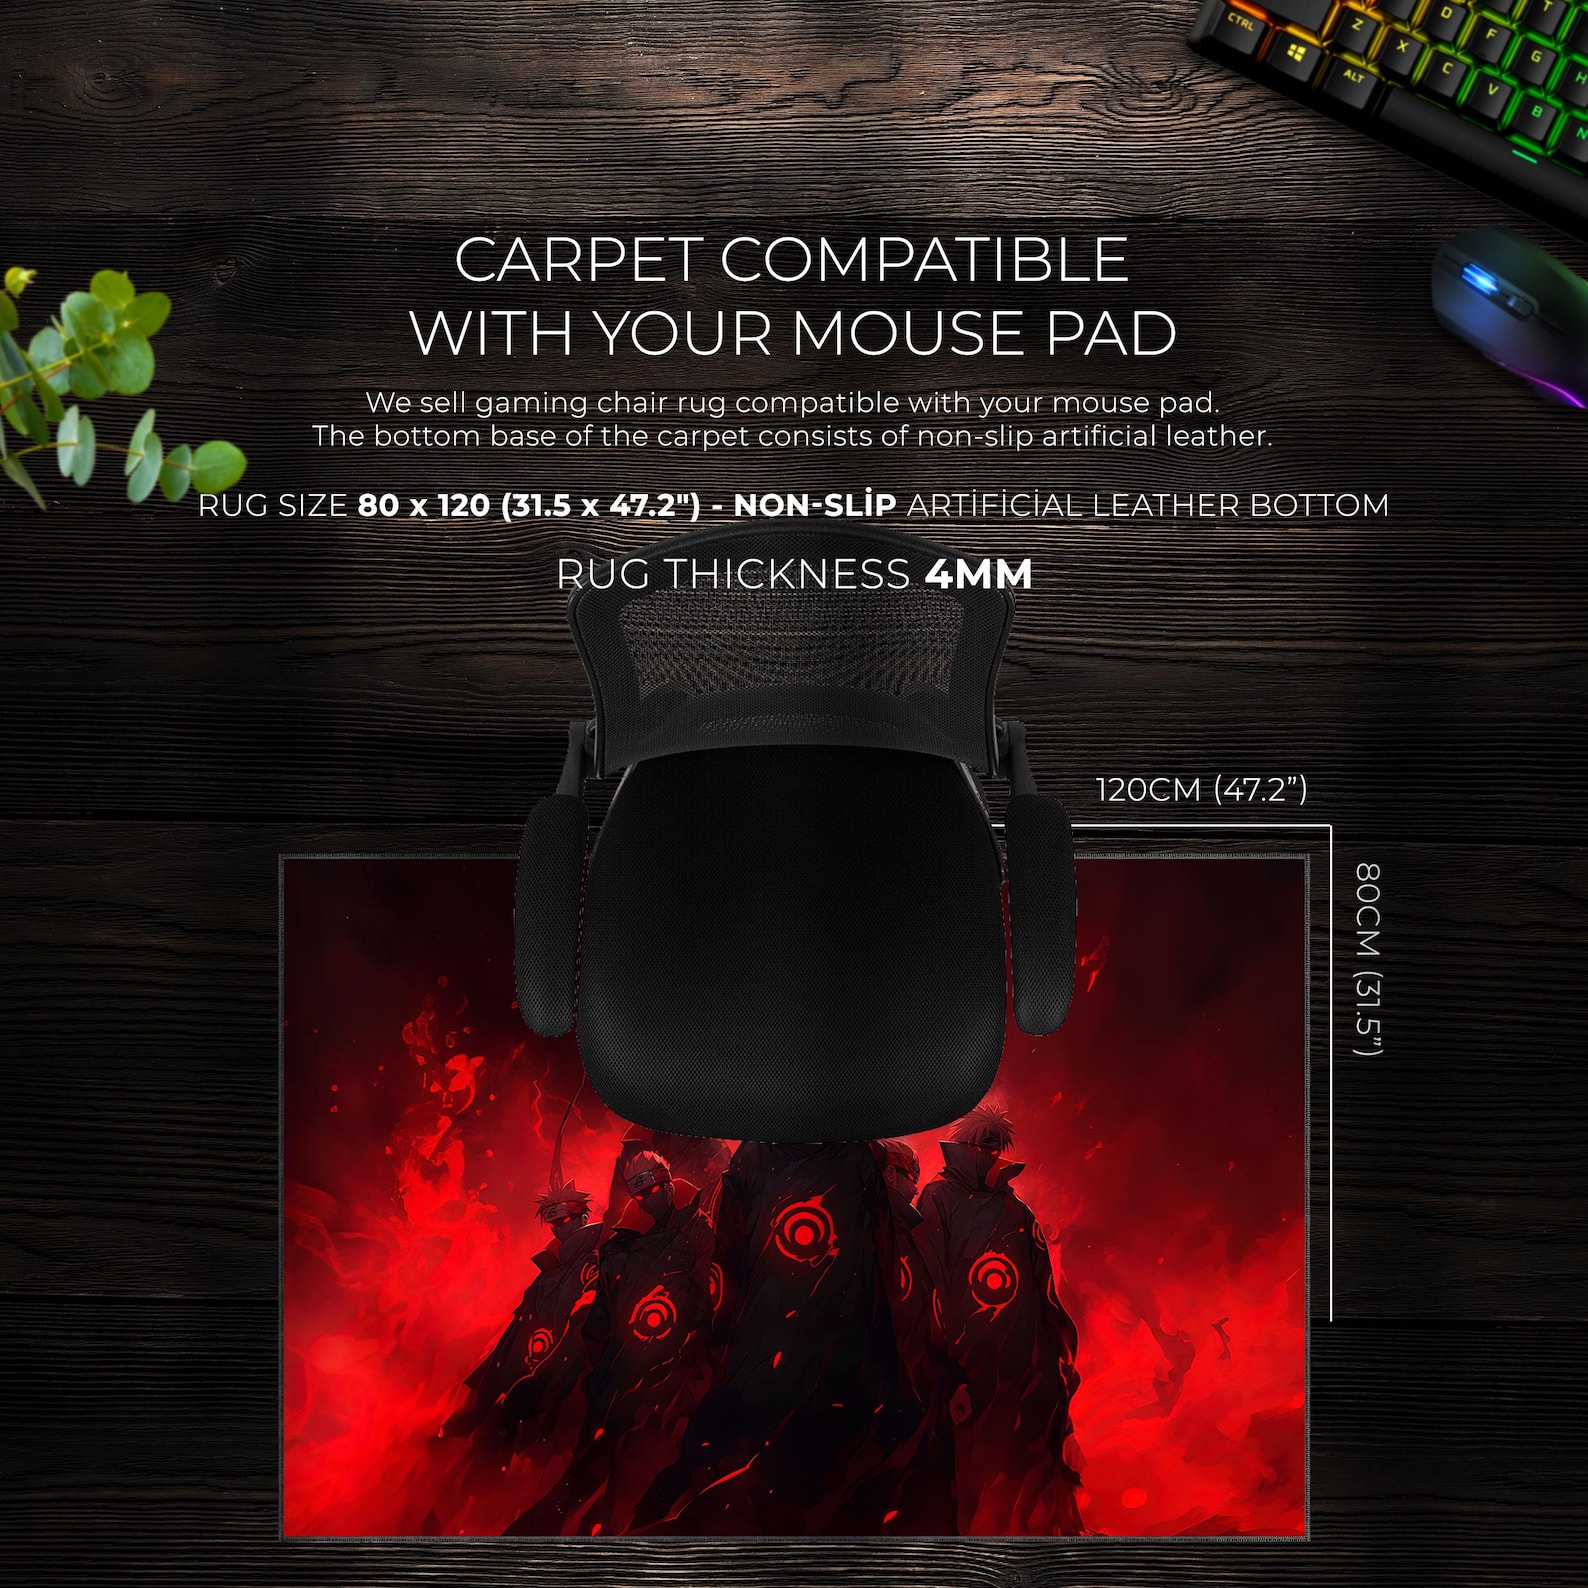 CARPET COMPATIBLE
WITH YOUR MOUSE PAD
We sell gaming chair rug compatible with your mouse pad.
The bottom base of the carpet consists of non-slip artificial leather.
RUG SIZE 80 x 120 (31.5 x 47.2") - NON-SLİP ARTİFİCİAL LEATHER BOTTOM
RUG THICKNESS 4MM
120CM (47.2”)
80CM (31.5”)
CTRL
ALT
Z
X
C
V
B
N
D
F
G
H
T